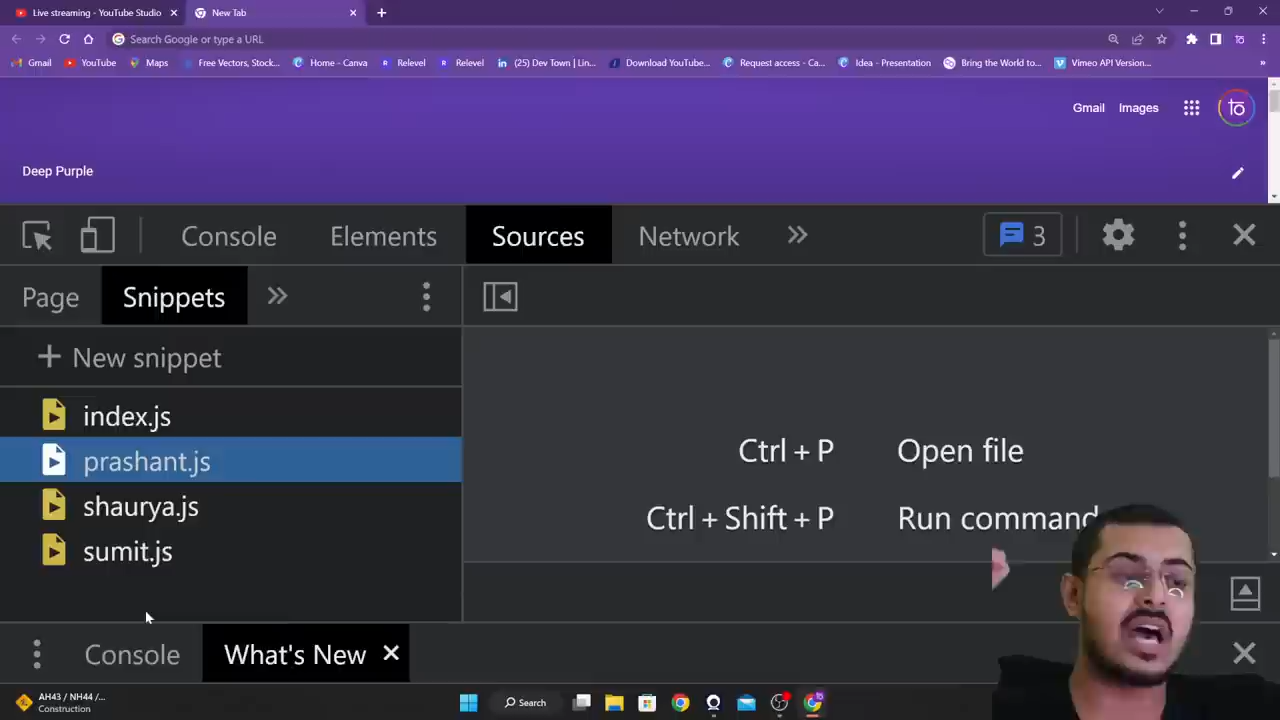 Live streaming - YouTube Studio
New Tab
Search Google or type a URL
Gmail
YouTube
Maps
Free Vectors, Stock...
Home - Canva
Relevel
Relevel
(25) Dev Town | Lin...
Download YouTube...
Request access - Ca...
Idea - Presentation
Bring the World to...
Vimeo API Version...
Gmail
Images
Deep Purple
Console
Elements
Sources
Network
3
Page
Snippets
New snippet
index.js
prashant.js
shaurya.js
sumit.js
Ctrl + P Open file
Ctrl + Shift + P Run command
Console
What's New
AH43 / NH44 /...
Construction
Search